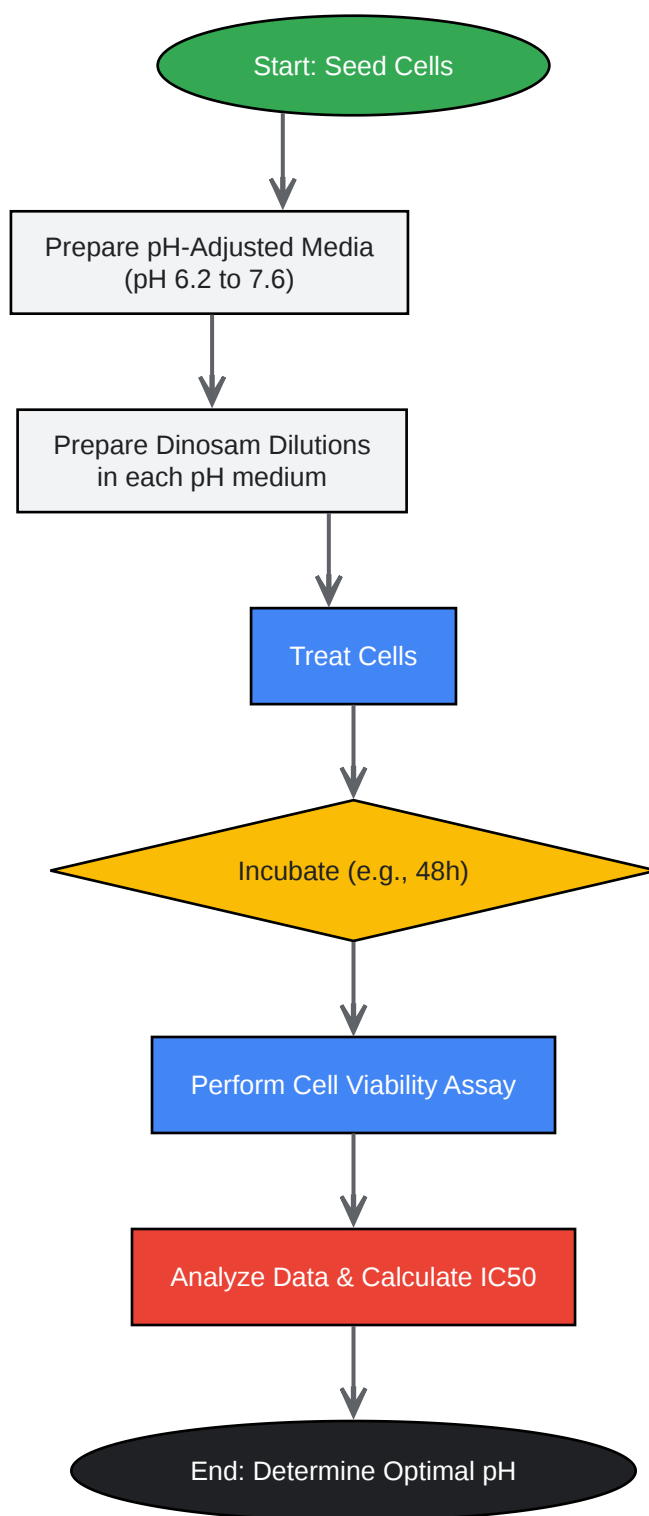 Start: Seed Cells
Prepare pH-Adjusted Media
(pH 6.2 to 7.6)
Prepare Dinosam Dilutions
in each pH medium
Treat Cells
Incubate (e.g., 48h)
Perform Cell Viability Assay
Analyze Data & Calculate IC50
End: Determine Optimal pH